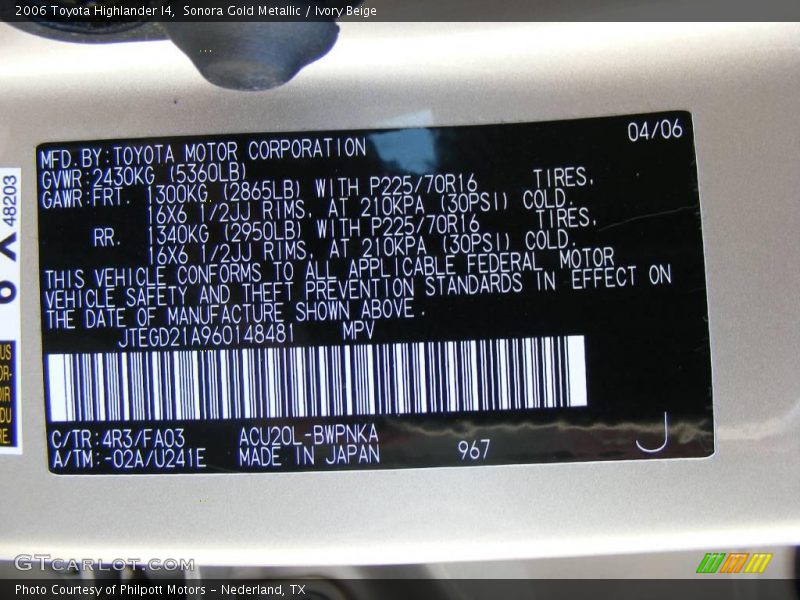 2006 Toyota Highlander I4, Sonora Gold Metallic / Ivory Beige
04/06
MFD.BY:TOYOTA MOTOR CORPORATION
GVWR:2430KG (5360LB)
GAWR:FRT. 1300KG (2865LB) WITH P225/70R16 TIRES,
16X6 1/2JJ RIMS, AT 210KPA (30PSI) COLD.
RR. 1340KG (2950LB) WITH P225/70R16 TIRES,
16X6 1/2JJ RIMS, AT 210KPA (30PSI) COLD.
THIS VEHICLE CONFORMS TO ALL APPLICABLE FEDERAL MOTOR
VEHICLE SAFETY AND THEFT PREVENTION STANDARDS IN EFFECT ON
THE DATE OF MANUFACTURE SHOWN ABOVE.
JTEGD21A960148481 MPV
C/TR:4R3/FA03 ACU20L-BWPNKA
A/TM:-02A/U241E MADE IN JAPAN 967
J
48203
GTCarLot.com
Photo Courtesy of Philpott Motors - Nederland, TX